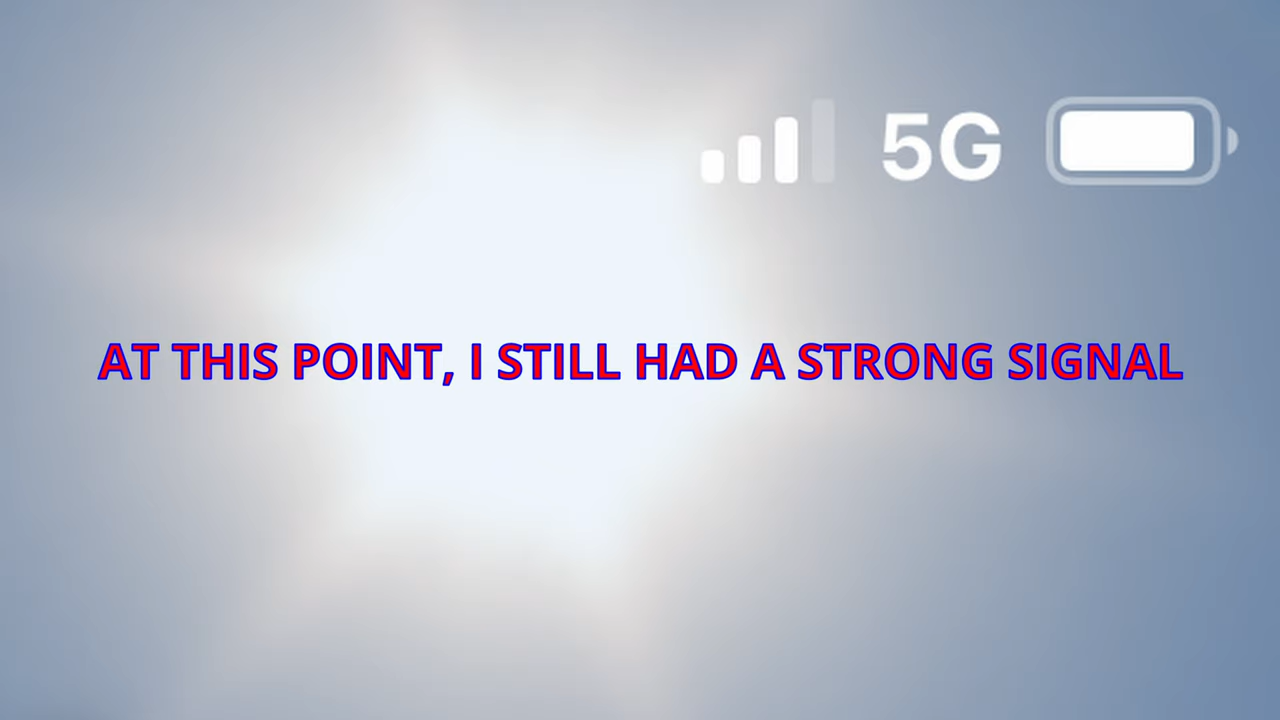 5G
AT THIS POINT, I STILL HAD A STRONG SIGNAL